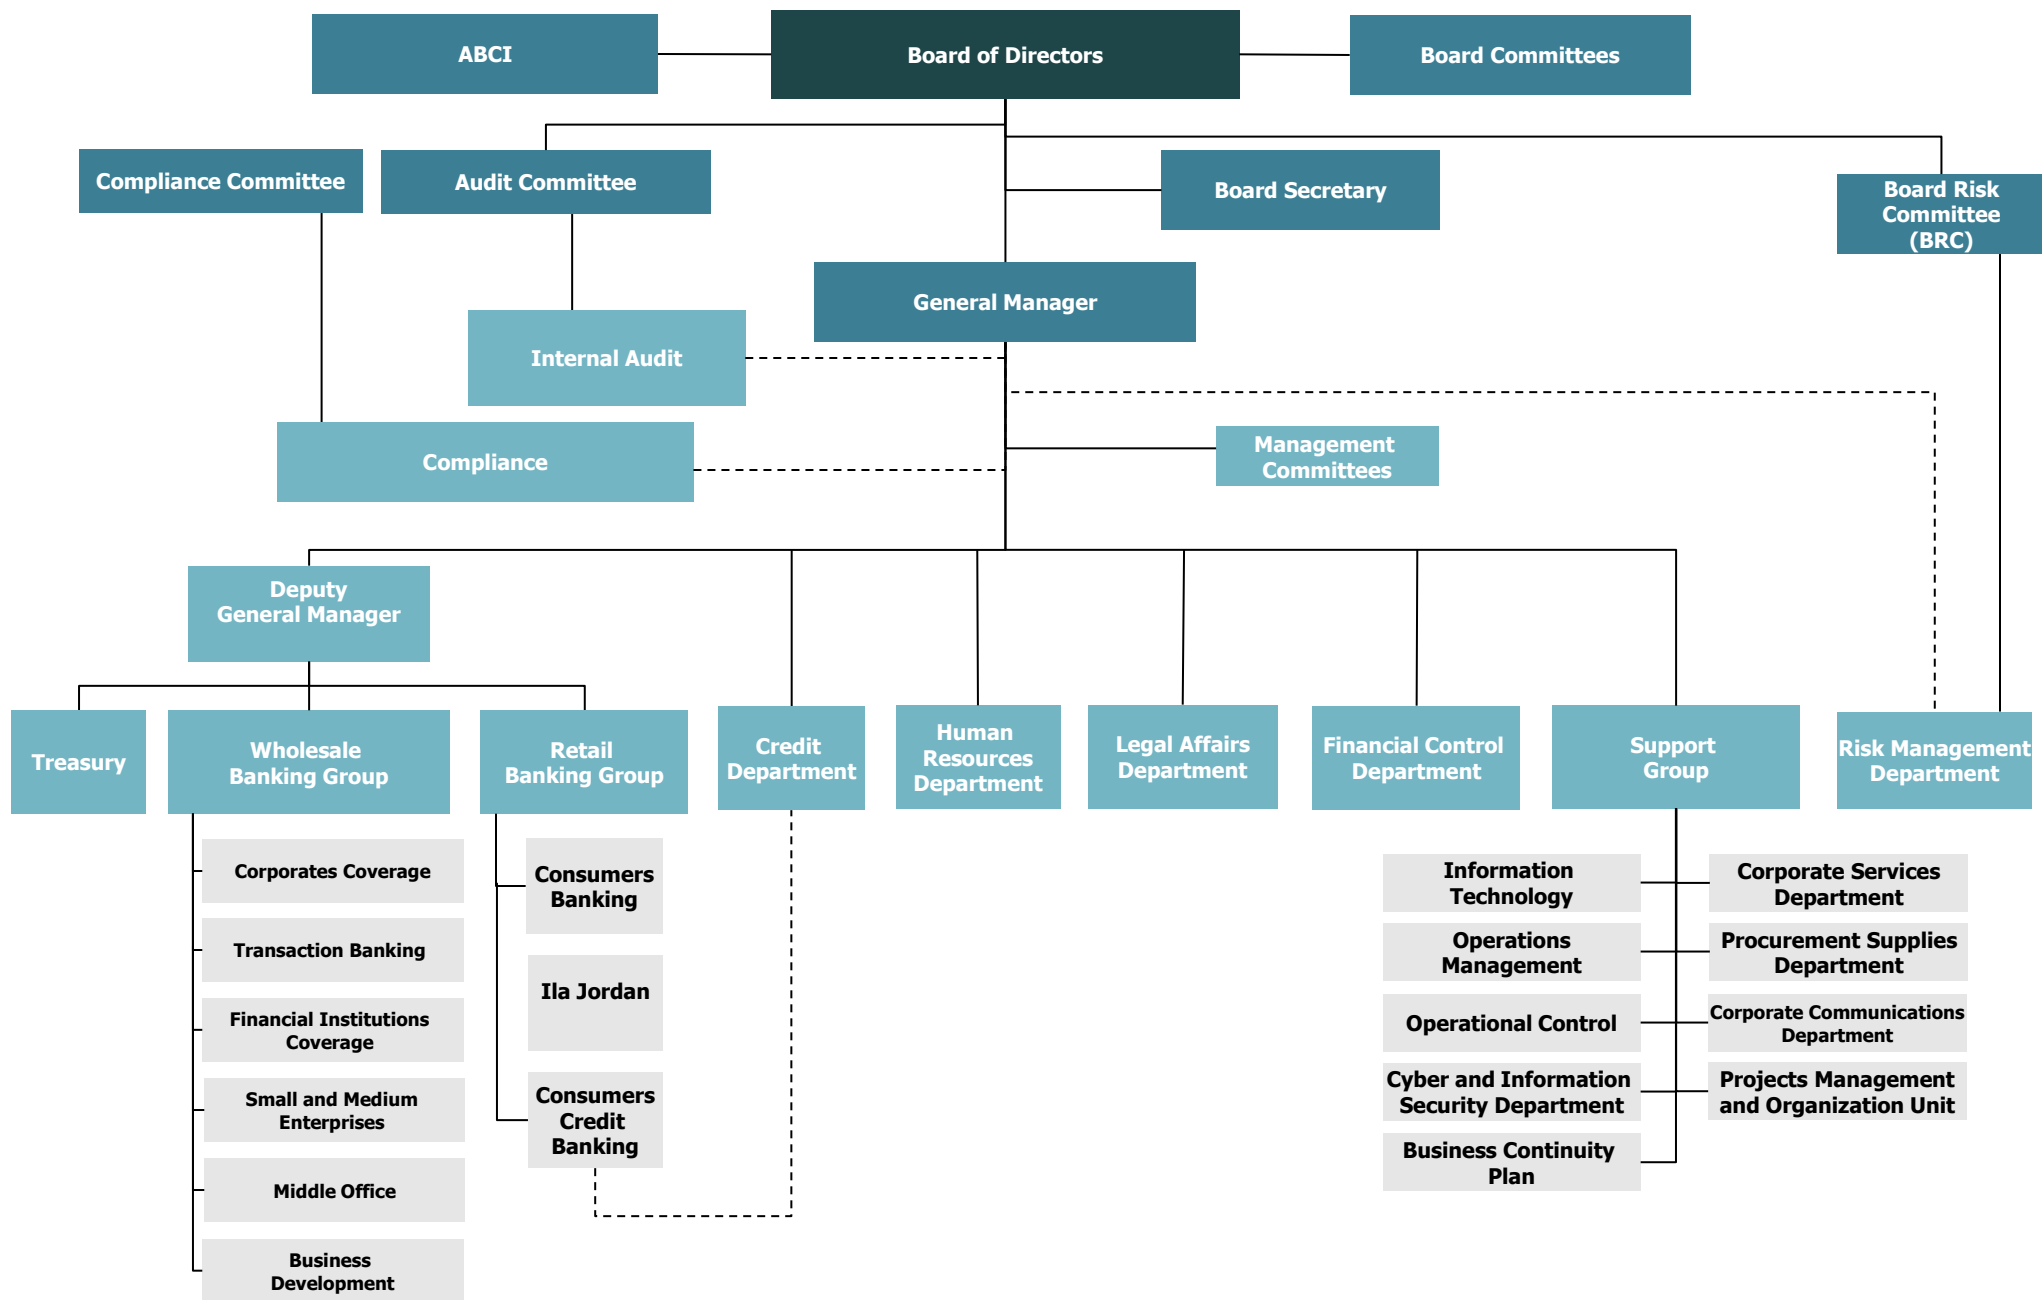 ABCI
Board of Directors
Board Committees
Compliance Committee
Audit Committee
Board Secretary
Board Risk
Committee
(BRC)
General Manager
Internal Audit
Compliance
Management
Committees
Deputy
General Manager
Treasury
Wholesale
Banking Group
Retail
Banking Group
Credit
Department
Human
Resources
Department
Legal Affairs
Department
Financial Control
Department
Support
Group
Risk Management
Department
Corporates Coverage
Transaction Banking
Financial Institutions
Coverage
Small and Medium
Enterprises
Middle Office
Business
Development
Consumers
Banking
Ila Jordan
Consumers
Credit
Banking
Information
Technology
Operations
Management
Operational Control
Cyber and Information
Security Department
Business Continuity
Plan
Corporate Services
Department
Procurement Supplies
Department
Corporate Communications
Department
Projects Management
and Organization Unit